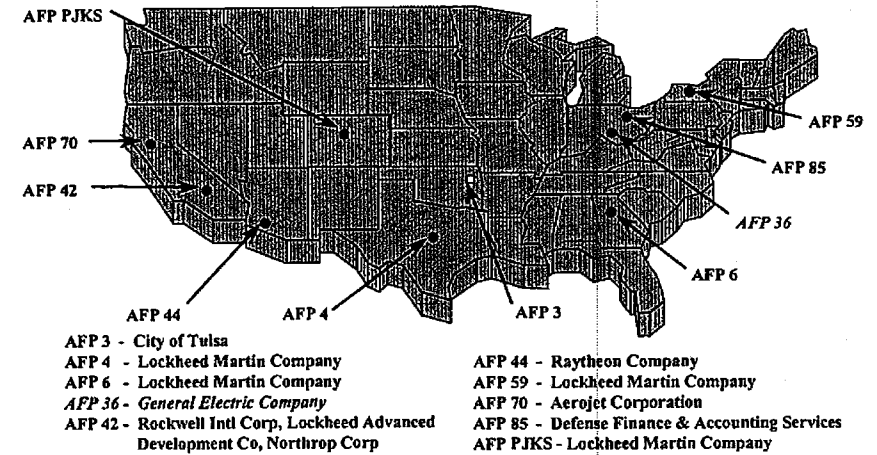 AFP PJKS
AFP 70
AFP 42
AFP 44
AFP 4
AFP 3
AFP 6
AFP 36
AFP 85
AFP 59
AFP 3 - City of Tulsa
AFP 4 - Lockheed Martin Company
AFP 6 - Lockheed Martin Company
AFP 36 - General Electric Company
AFP 42 - Rockwell Intl Corp, Lockheed Advanced
Development Co, Northrop Corp
AFP 44 - Raytheon Company
AFP 59 - Lockheed Martin Company
AFP 70 - Aerojet Corporation
AFP 85 - Defense Finance & Accounting Services
AFP PJKS - Lockheed Martin Company